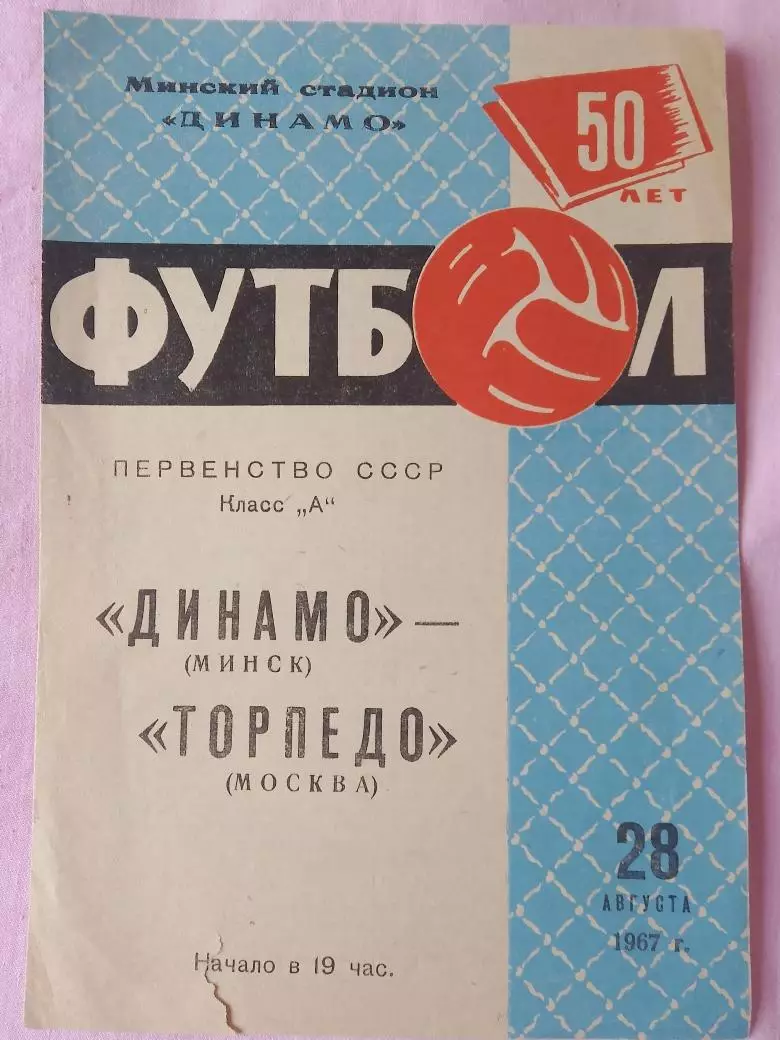 Минский стадион
«ДИНАМО»
50
ЛЕТ
ФУТБОЛ
ПЕРВЕНСТВО СССР
Класс „А“
«ДИНАМО» —
(МИНСК)
«ТОРПЕДО»
(МОСКВА)
28
АВГУСТА
1967 г.
Начало в 19 час.